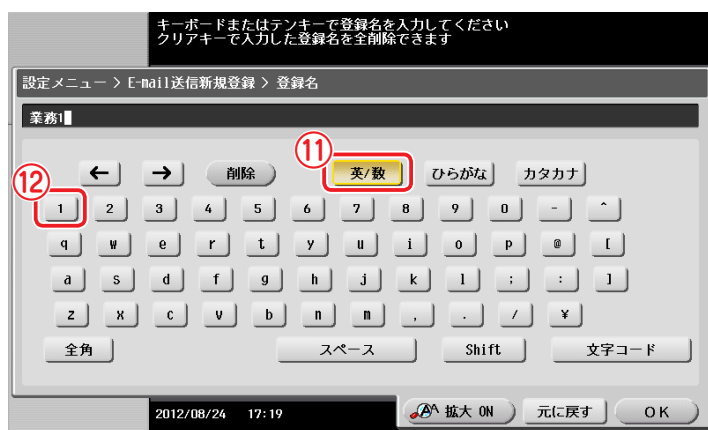 キーボードまたはテンキーで登録名を入力してください
クリアキーで入力した登録名を全削除できます
設定メニュー > E-mail送信新規登録 > 登録名
業務1
← → 削除 ⑪ 英/数 ひらがな カタカナ
⑫ 1 2 3 4 5 6 7 8 9 0 - ^
q w e r t y u i o p @ [
a s d f g h j k l ; : ]
z x c v b n m , . / ¥
全角 スペース Shift 文字コード
2012/08/24 17:19 拡大 ON 元に戻す OK